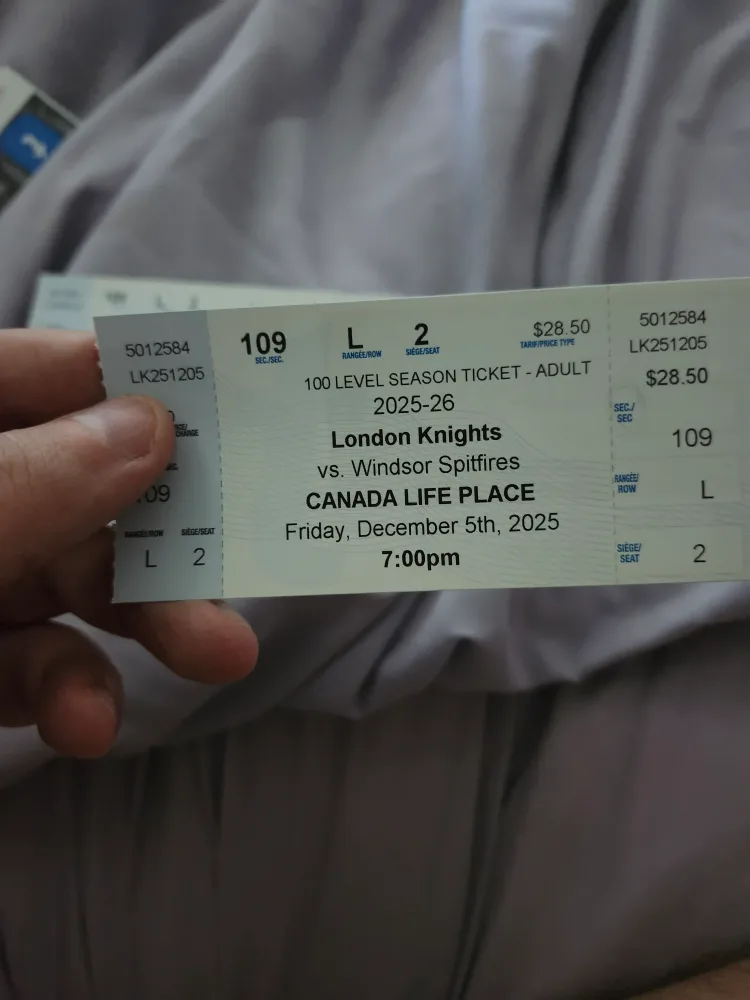 5012584
LK251205
109
SEC./SEC.
L
RANGÉE/ROW
2
SIÈGE/SEAT
$28.50
TARIF/PRICE TYPE
100 LEVEL SEASON TICKET - ADULT
2025-26
London Knights
vs. Windsor Spitfires
CANADA LIFE PLACE
Friday, December 5th, 2025
7:00pm
RANGÉE/ROW SIÈGE/SEAT
L 2
5012584
LK251205
$28.50
SEC./
SEC
109
RANGÉE/
ROW
L
SIÈGE/
SEAT
2